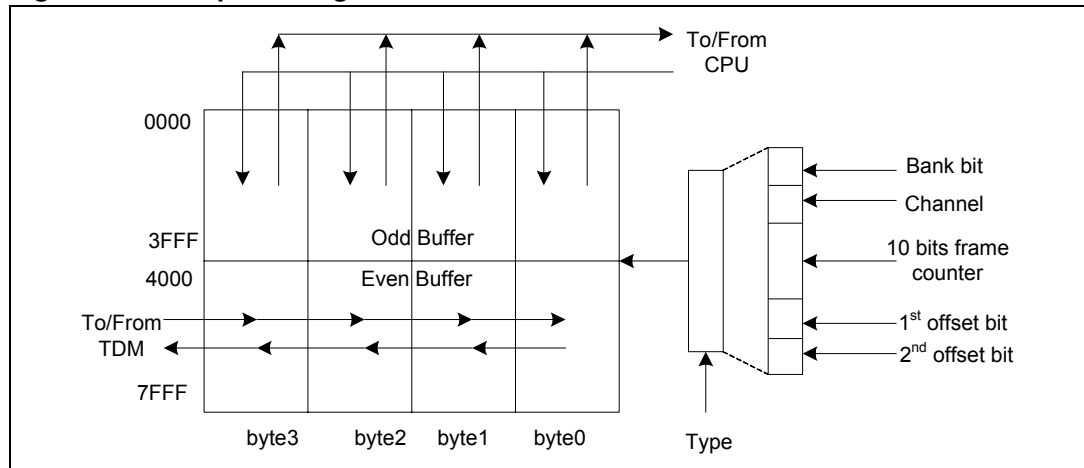 To/From
CPU
0000
3FFF
4000
Odd Buffer
Even Buffer
To/From
TDM
7FFF
byte3
byte2
byte1
byte0
Bank bit
Channel
10 bits frame
counter
1st offset bit
2nd offset bit
Type